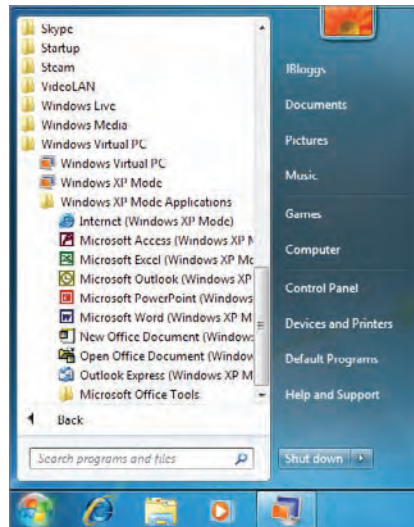 Skype
Startup
Steam
VideoLAN
Windows Live
Windows Media
Windows Virtual PC
Windows Virtual PC
Windows XP Mode
Windows XP Mode Applications
Internet (Windows XP Mode)
Microsoft Access (Windows XP M
Microsoft Excel (Windows XP Mo
Microsoft Outlook (Windows XP
Microsoft PowerPoint (Windows
Microsoft Word (Windows XP M
New Office Document (Window:
Open Office Document (Window
Outlook Express (Windows XP M
Microsoft Office Tools
Back
Search programs and files
JBloggs
Documents
Pictures
Music
Games
Computer
Control Panel
Devices and Printers
Default Programs
Help and Support
Shut down